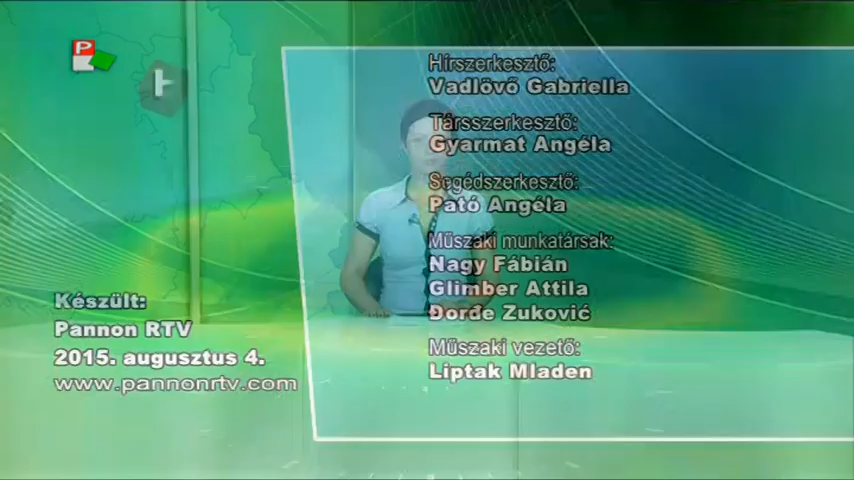 P
H
Hírszerkesztő:
Vadlövő Gabriella
Társszerkesztő:
Gyarmat Angéla
Segédszerkesztő:
Pató Angéla
Műszaki munkatársak:
Nagy Fábián
Glimber Attila
Đorđe Zuković
Műszaki vezető:
Liptak Mladen
Készült:
Pannon RTV
2015. augusztus 4.
www.pannonrtv.com